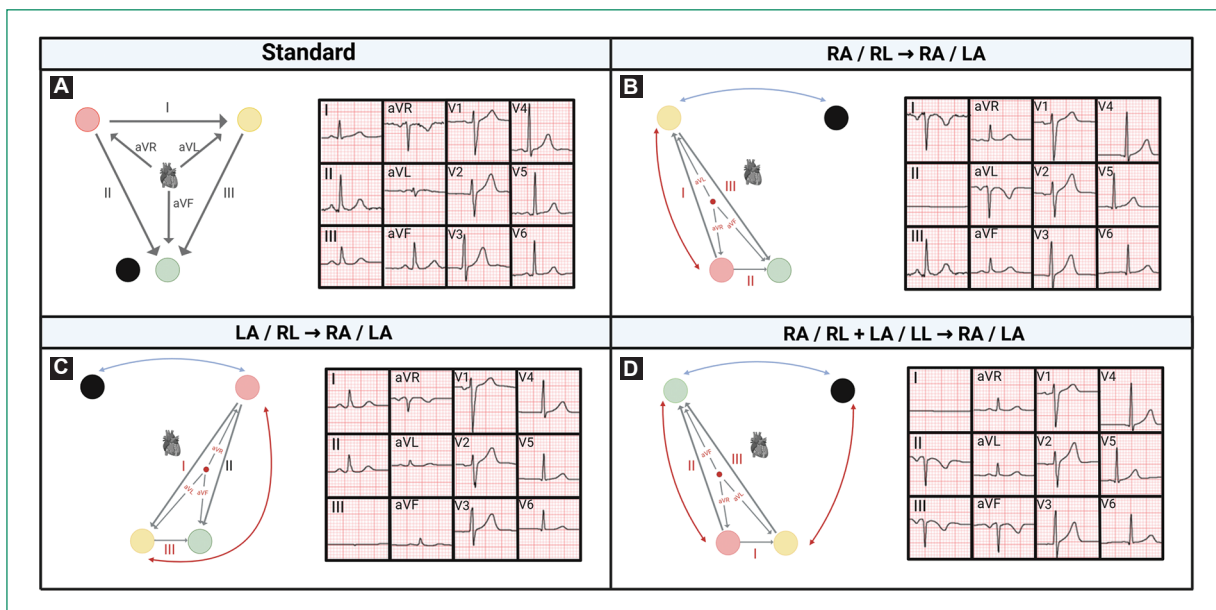 Standard
RA / RL → RA / LA
A
I
aVR
aVL
II
III
aVF
I
aVR
V1
V4
II
aVL
V2
V5
III
aVF
V3
V6
B
I
III
aVL
aVR
aVF
II
I
aVR
V1
V4
II
aVL
V2
V5
III
aVF
V3
V6
LA / RL → RA / LA
RA / RL + LA / LL → RA / LA
C
I
II
aVR
aVL
aVF
III
I
aVR
V1
V4
II
aVL
V2
V5
III
aVF
V3
V6
D
II
III
aVF
aVR
aVL
I
I
aVR
V1
V4
II
aVL
V2
V5
III
aVF
V3
V6